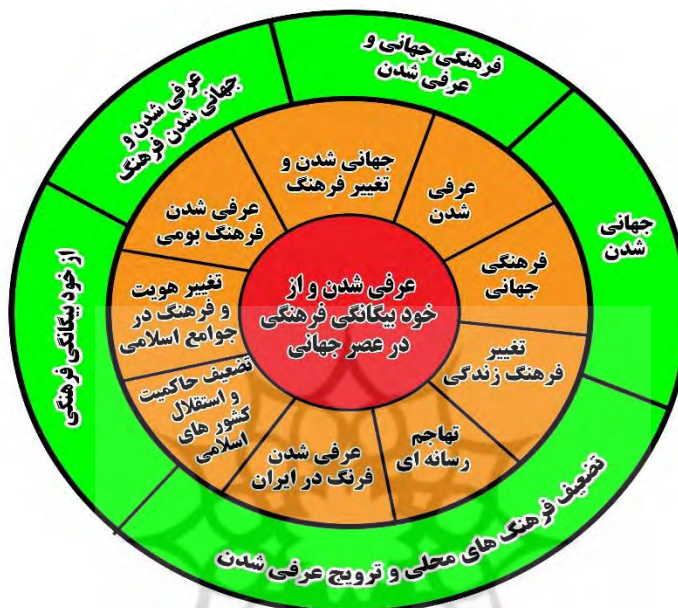 فرهنگی جهانی و
عرفی شدن
جهانی
شدن
تضعیف فرهنگ های محلی و ترویج عرفی شدن
از خود بیگانگی فرهنگی
عرفی شدن و
جهانی شدن فرهنگ
جهانی شدن و
تغییر فرهنگ
عرفی
شدن
فرهنگی
جهانی
تغییر
فرهنگ زندگی
تهاجم
رسانه ای
عرفی شدن
فرنگ در ایران
تضعیف حاکمیت
و استقلال
کشور های
اسلامی
تغییر هویت
و فرهنگ در
جوامع اسلامی
عرفی شدن
فرهنگ بومی
عرفی شدن و از
خود بیگانگی فرهنگی
در عصر جهانی